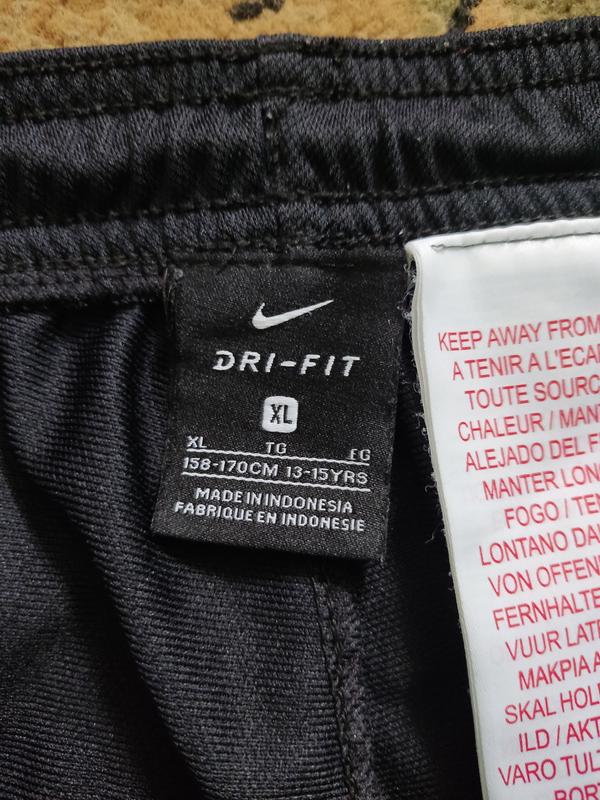 DRI-FIT
XL
XL TG EG
158-170CM 13-15YRS
MADE IN INDONESIA
FABRIQUE EN INDONESIE
KEEP AWAY FROM
A TENIR A L'ECA
TOUTE SOURC
CHALEUR / MAN
ALEJADO DEL F
MANTER LON
FOGO / TE
LONTANO DA
VON OFFEN
FERNHALTE
VUUR LAT
MAKPIA A
SKAL HOL
ILD / AKT
VARO TUL